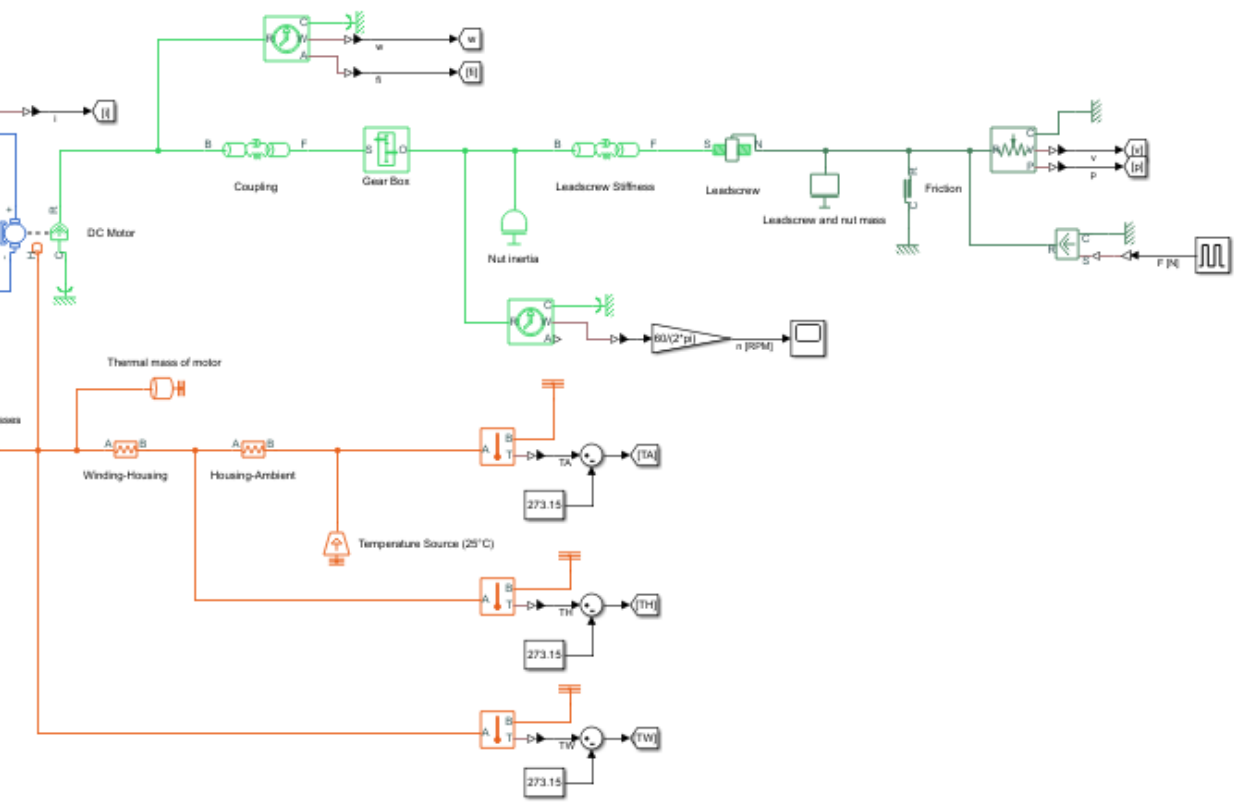 C
R W
A
w [w]
fi [fi]
i [i]
B F
S O
B F
S N
C
R V
P
v [v]
p [p]
Coupling
Gear Box
Leadscrew Stiffness
Leadscrew
R
C
Friction
Leadscrew and nut mass
+
-
R
H
C
DC Motor
Nut inertia
C
R
S
F [N]
C
R W
A
60/(2*pi)
n [RPM]
Thermal mass of motor
A B
A B
Winding-Housing
Housing-Ambient
A B
T
TA
[TA]
273.15
Temperature Source (25°C)
A B
T
TH
[TH]
273.15
A B
T
TW
[TW]
273.15